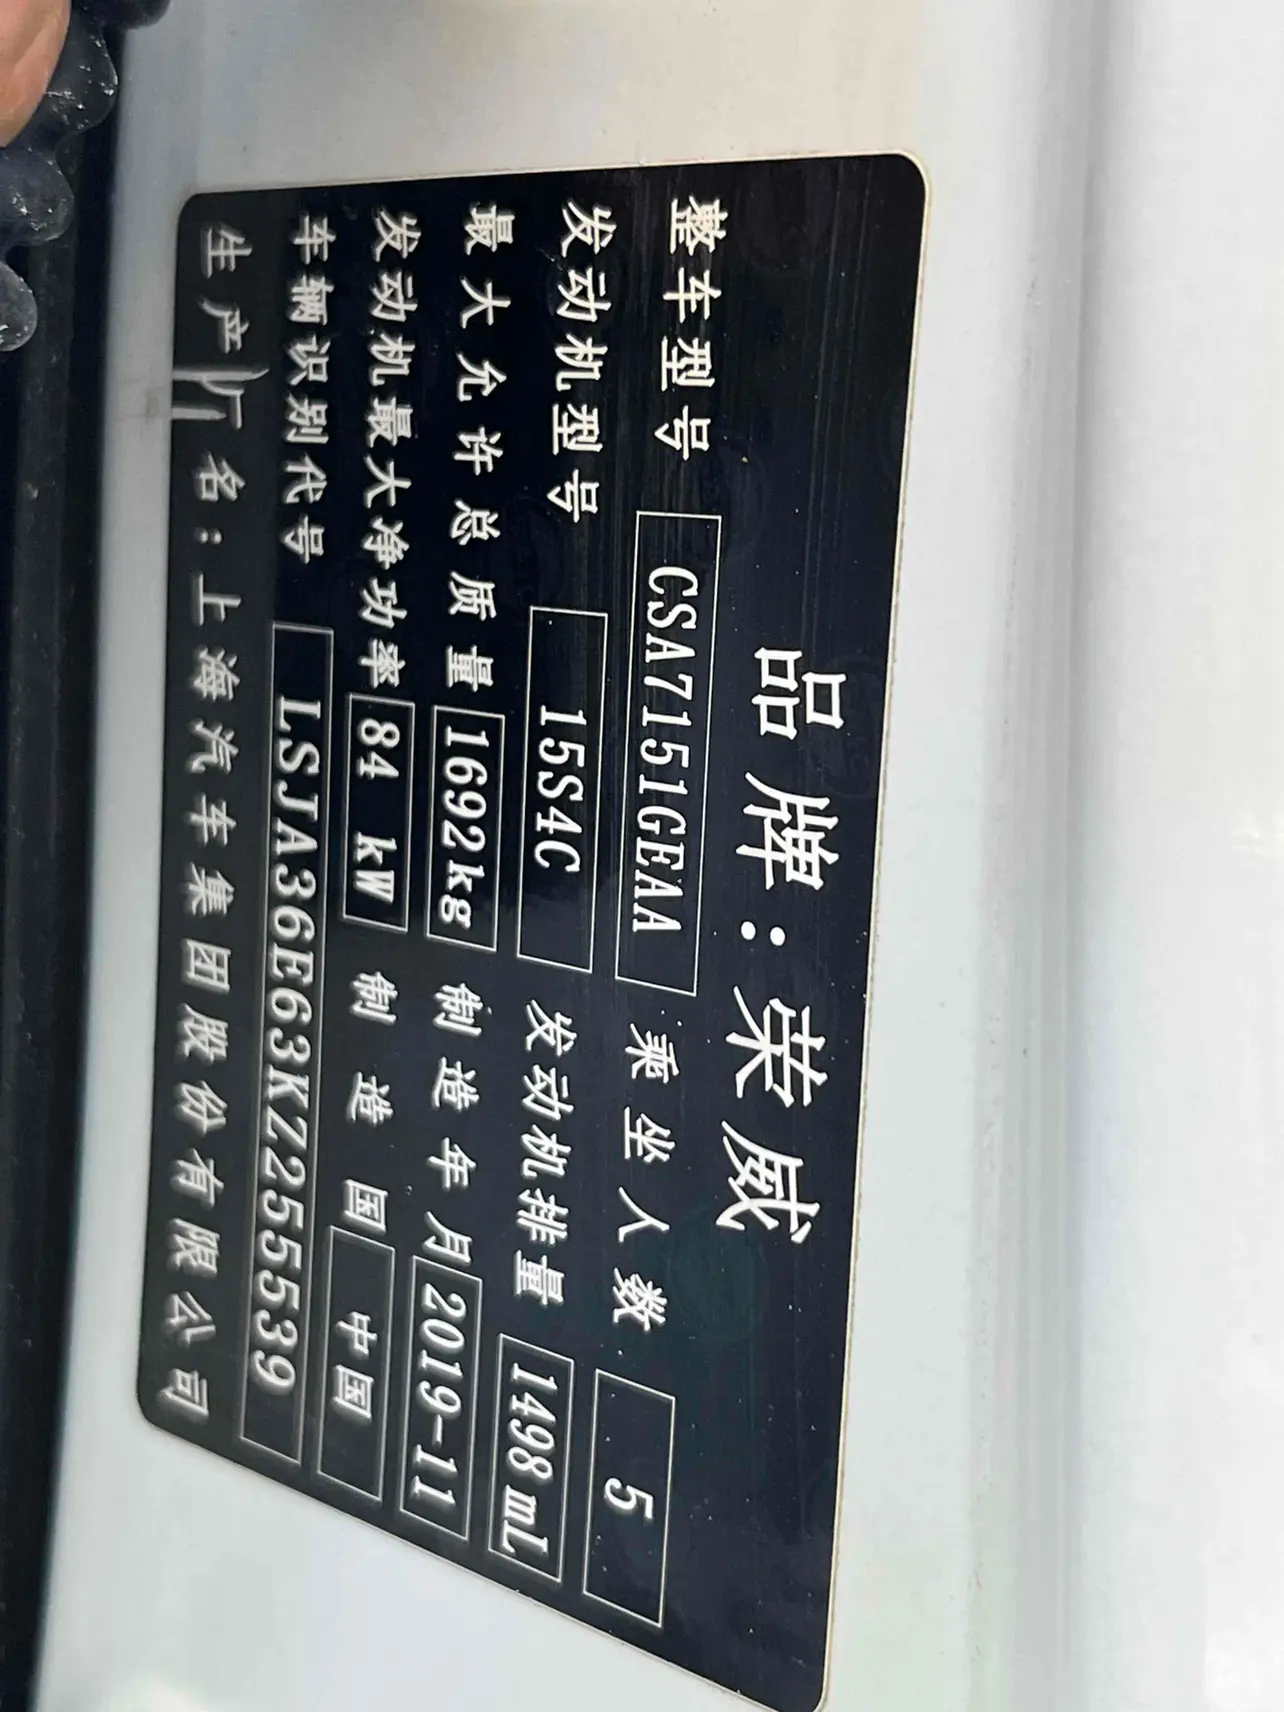 品牌:荣威
整车型号 CSA7151GEAA 乘坐人数 5
发动机型号 15S4C 发动机排量 1498mL
最大允许总质量 1692kg 制造年月 2019-11
发动机最大净功率 84 kW 制造国 中国
车辆识别代号 LSJA36E63KZ255539
生产厂名:上海汽车集团股份有限公司